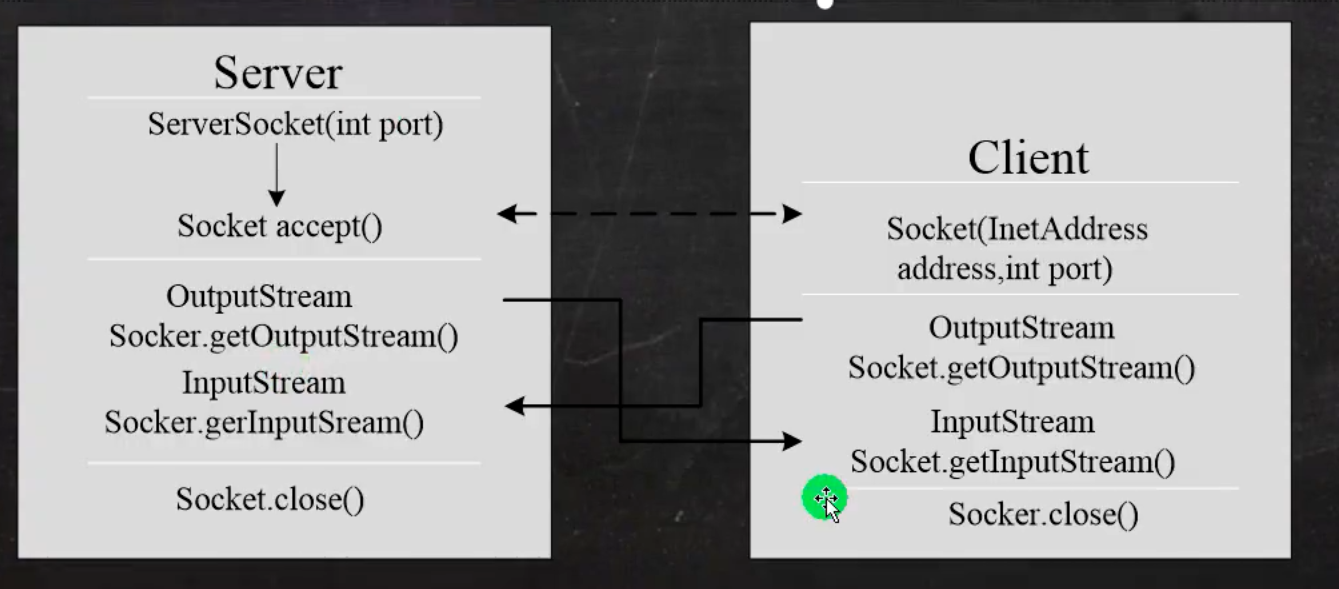 Server
ServerSocket(int port)
Socket accept()
OutputStream
Socker.getOutputStream()
InputStream
Socker.gerInputSream()
Socket.close()
Client
Socket(InetAddress
address,int port)
OutputStream
Socket.getOutputStream()
InputStream
Socket.getInputStream()
Socker.close()